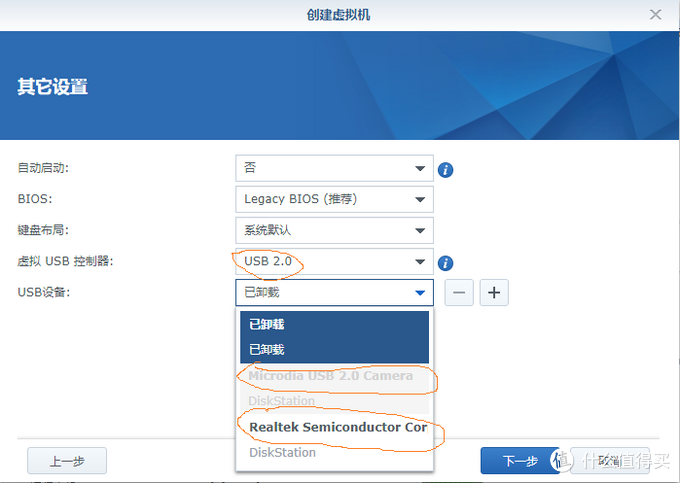 创建虚拟机
其它设置
自动启动: 否
BIOS: Legacy BIOS (推荐)
键盘布局: 系统默认
虚拟 USB 控制器: USB 2.0
USB设备: 已卸载
已卸载
已卸载
Microdia USB 2.0 Camera
DiskStation
Realtek Semiconductor Cor
DiskStation
上一步 下一步 取消
值 什么值得买